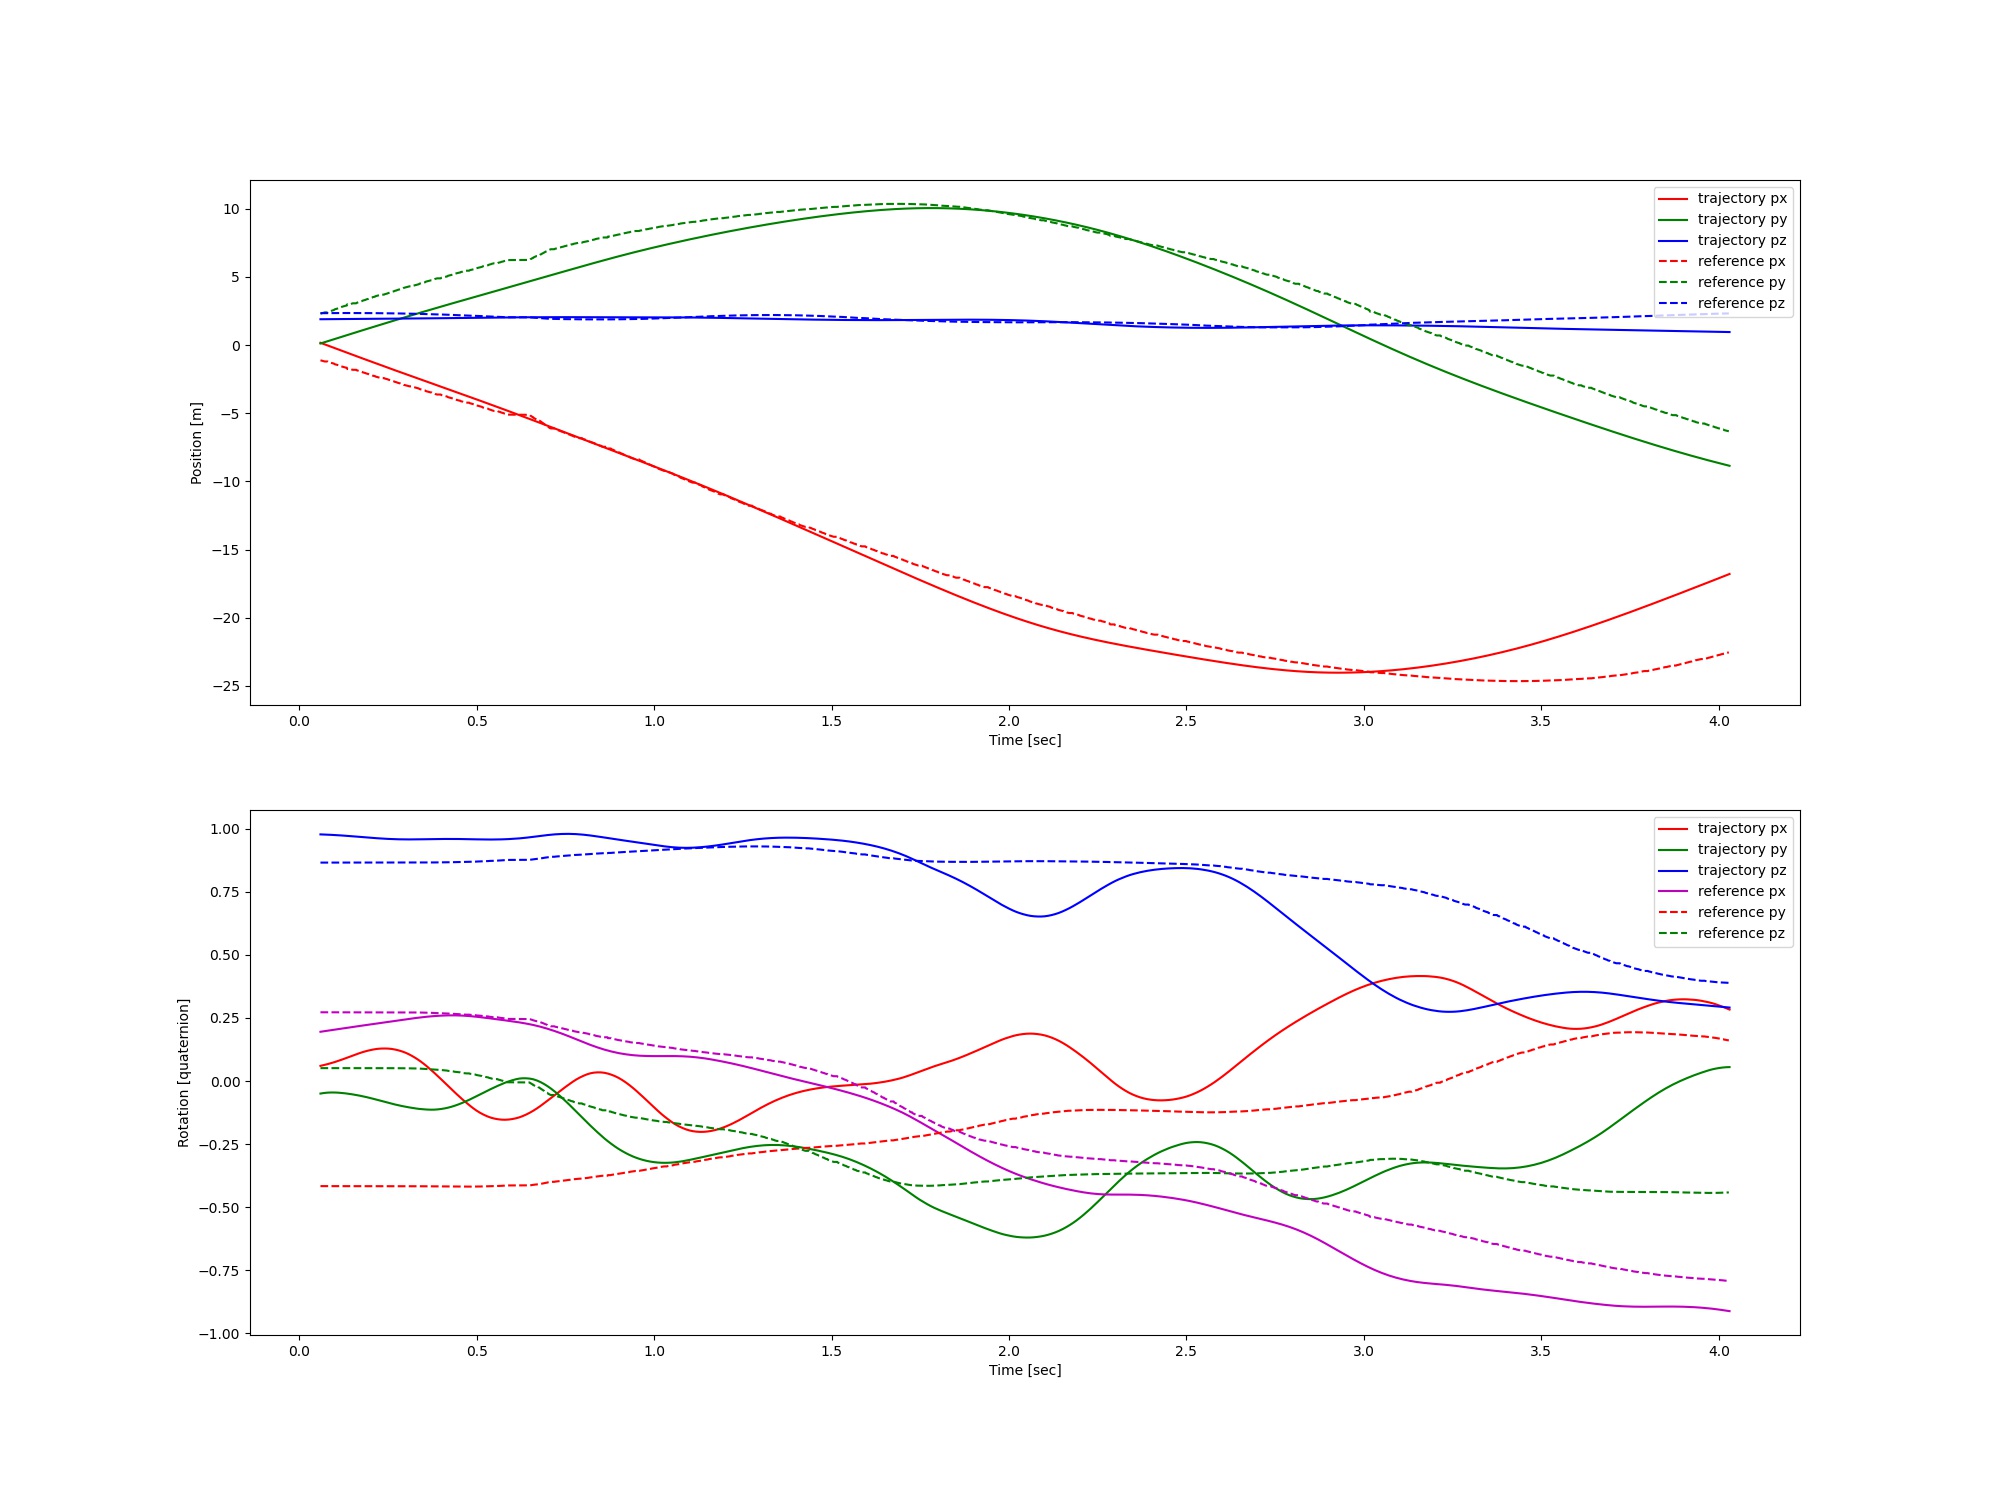 10
5
0
−5
−10
−15
−20
−25
Position [m]
0.0 0.5 1.0 1.5 2.0 2.5 3.0 3.5 4.0
Time [sec]
trajectory px
trajectory py
trajectory pz
reference px
reference py
reference pz
1.00
0.75
0.50
0.25
0.00
−0.25
−0.50
−0.75
−1.00
Rotation [quaternion]
0.0 0.5 1.0 1.5 2.0 2.5 3.0 3.5 4.0
Time [sec]
trajectory px
trajectory py
trajectory pz
reference px
reference py
reference pz